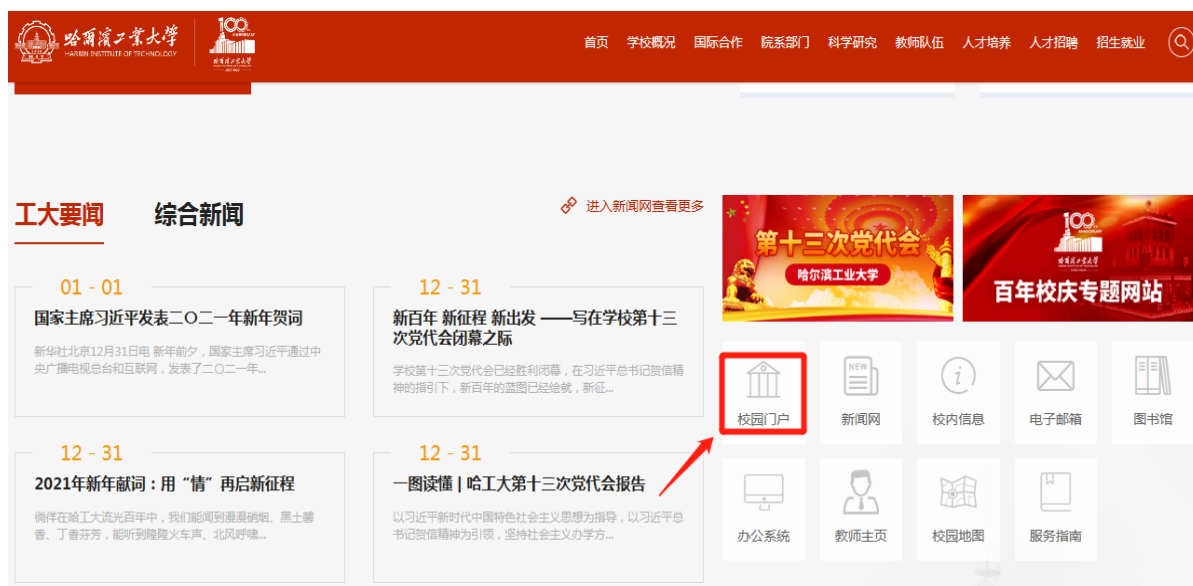 哈爾濱工業大學
HARBIN INSTITUTE OF TECHNOLOGY
100
哈爾濱工業大學
首页 学校概况 国际合作 院系部门 科学研究 教师队伍 人才培养 人才招聘 招生就业
工大要闻 综合新闻
进入新闻网查看更多
01 - 01
国家主席习近平发表二〇二一年新年贺词
新华社北京12月31日电 新年前夕，国家主席习近平通过中
央广播电视总台和互联网，发表了二〇二一年...
12 - 31
新百年 新征程 新出发 ——写在学校第十三
次党代会闭幕之际
学校第十三次党代会已经胜利闭幕，在习近平总书记贺信精
神的指引下，新百年的蓝图已经绘就，新征...
12 - 31
2021年新年献词：用“情”再启新征程
徜徉在哈工大流光百年中，我们能闻到漫漫硝烟、黑土馨
香、丁香芬芳，能听到隆隆火车声、北风呼啸...
12 - 31
一图读懂 | 哈工大第十三次党代会报告
以习近平新时代中国特色社会主义思想为指导，以习近平总
书记贺信精神为引领，坚持社会主义办学方...
第十三次党代会
哈尔滨工业大学
100
哈爾濱工業大學
百年校庆专题网站
校园门户
NEW
新闻网
i
校内信息
电子邮箱
图书馆
办公系统
教师主页
校园地图
服务指南